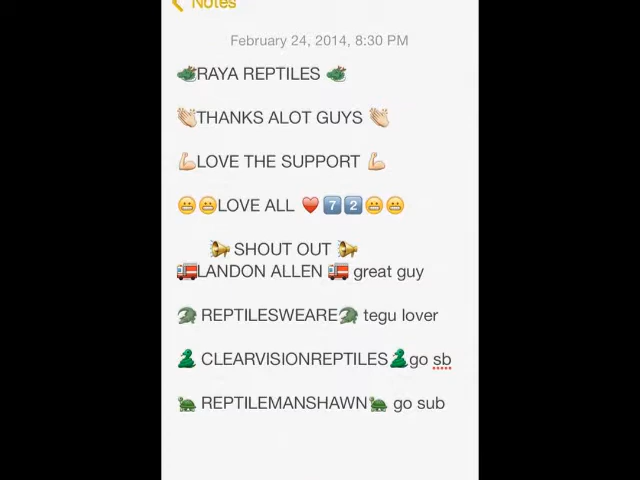 Notes
February 24, 2014, 8:30 PM
🐲RAYA REPTILES 🐲
👏🏻THANKS ALOT GUYS 👏🏻
💪🏻LOVE THE SUPPORT 💪🏻
😬😬LOVE ALL ♥️7️⃣2️⃣😬😬
📣 SHOUT OUT 📣
🚒LANDON ALLEN 🚒 great guy
🐊 REPTILESWEARE🐊 tegu lover
🐍 CLEARVISIONREPTILES🐍go sb
🐢 REPTILEMANSHAWN🐢 go sub